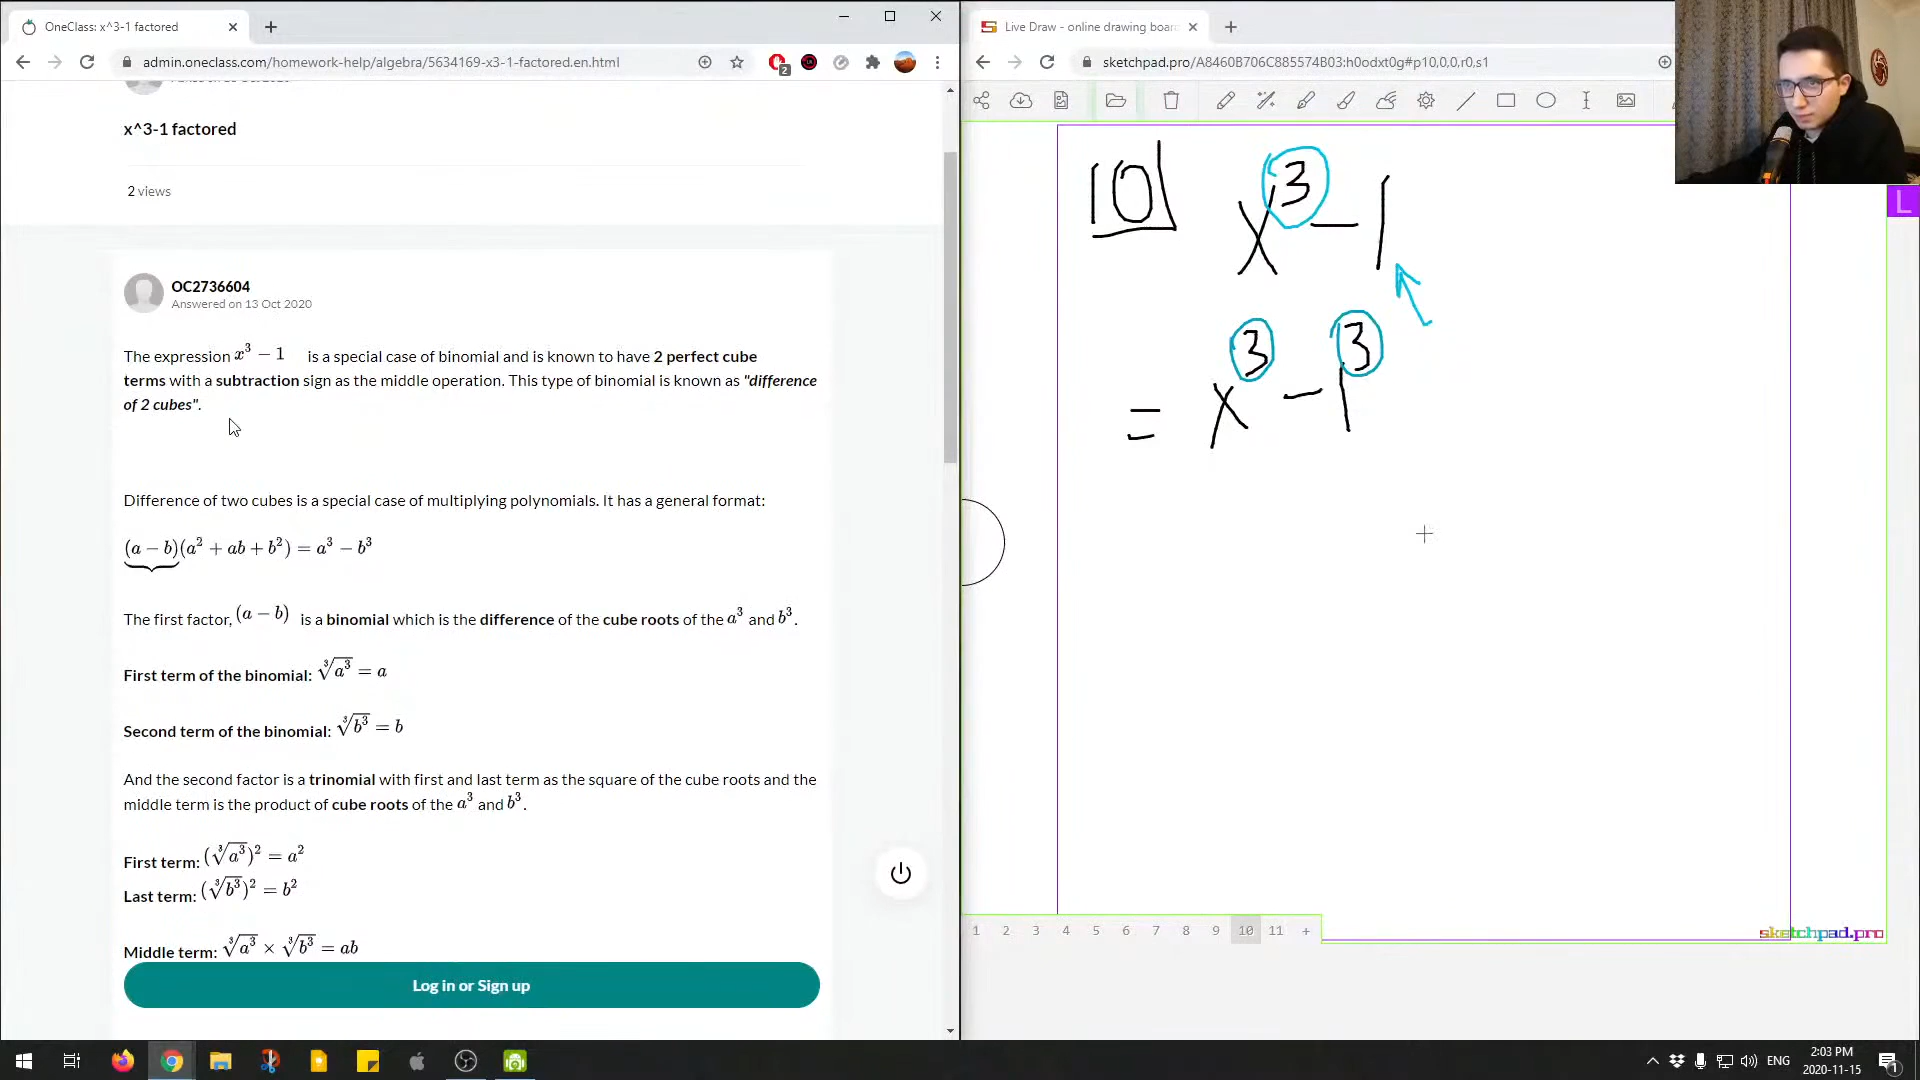 OneClass: x^3-1 factored
admin.oneclass.com/homework-help/algebra/5634169-x3-1-factored.en.html
2
x^3-1 factored
2 views
OC2736604
Answered on 13 Oct 2020
The expression x³ − 1 is a special case of binomial and is known to have 2 perfect cube
terms with a subtraction sign as the middle operation. This type of binomial is known as "difference
of 2 cubes".
Difference of two cubes is a special case of multiplying polynomials. It has a general format:
(a − b)(a² + ab + b²) = a³ − b³
The first factor, (a − b) is a binomial which is the difference of the cube roots of the a³ and b³.
First term of the binomial: ∛a³ = a
Second term of the binomial: ∛b³ = b
And the second factor is a trinomial with first and last term as the square of the cube roots and the
middle term is the product of cube roots of the a³ and b³.
First term: (∛a³)² = a²
Last term: (∛b³)² = b²
Middle term: ∛a³ × ∛b³ = ab
Log in or Sign up
Live Draw - online drawing boar
sketchpad.pro/A8460B706C885574B03:h0odxt0g#p10,0,0,r0,s1
L
10 x³ − 1
= x³ − 1³
1 2 3 4 5 6 7 8 9 10 11 +
sketchpad.pro
ENG
2:03 PM
2020-11-15
1